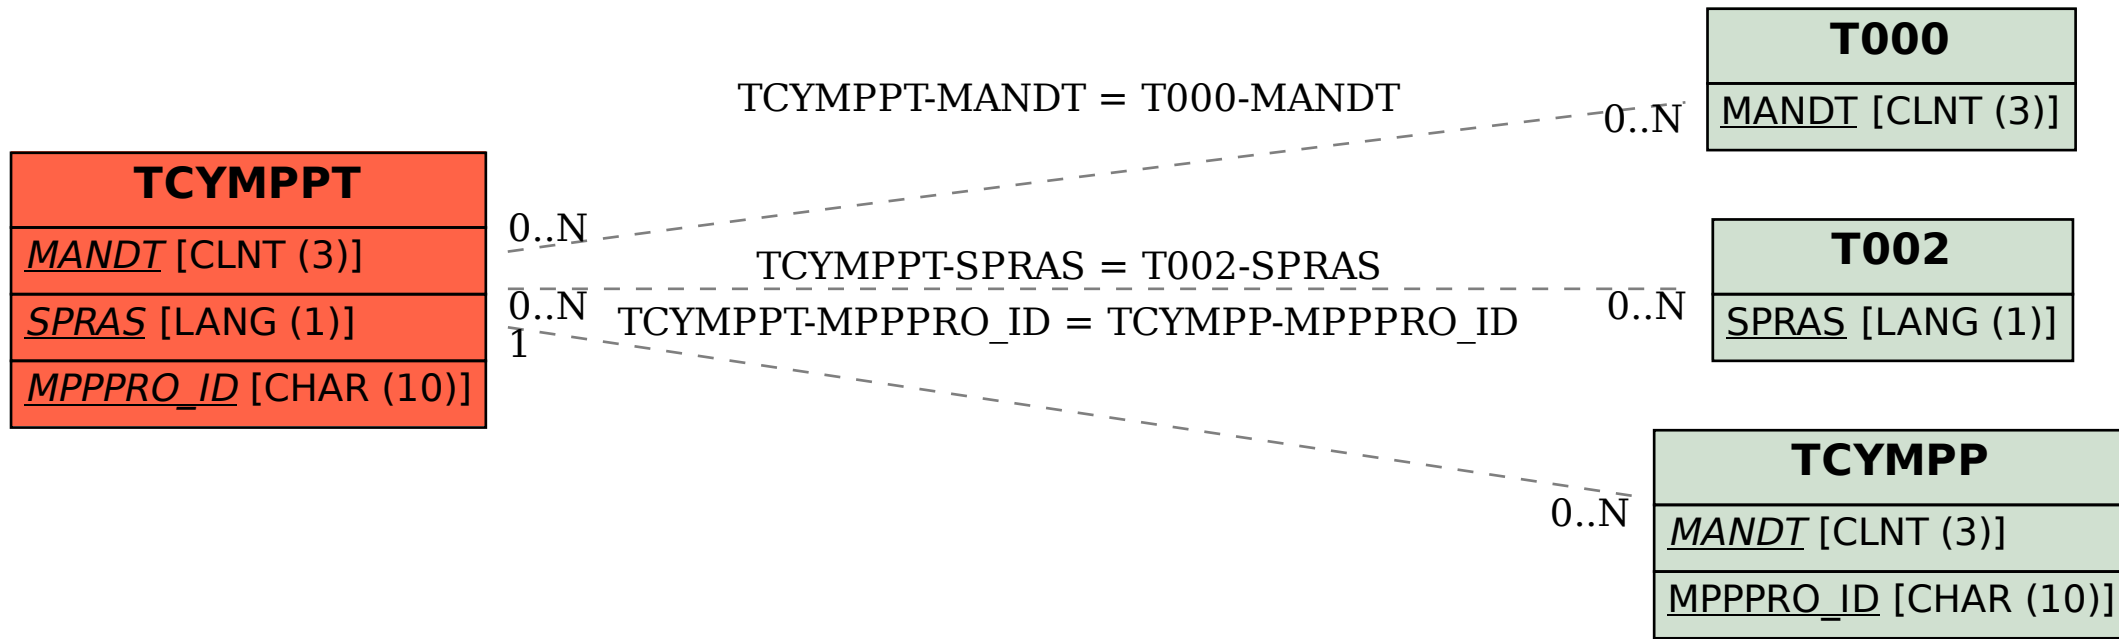 TCYMPPT
MANDT [CLNT (3)]
SPRAS [LANG (1)]
MPPPRO_ID [CHAR (10)]
TCYMPPT-MANDT = T000-MANDT
0..N
0..N
TCYMPPT-SPRAS = T002-SPRAS
0..N
0..N
TCYMPPT-MPPPRO_ID = TCYMPP-MPPPRO_ID
1
0..N
T000
MANDT [CLNT (3)]
T002
SPRAS [LANG (1)]
TCYMPP
MANDT [CLNT (3)]
MPPPRO_ID [CHAR (10)]